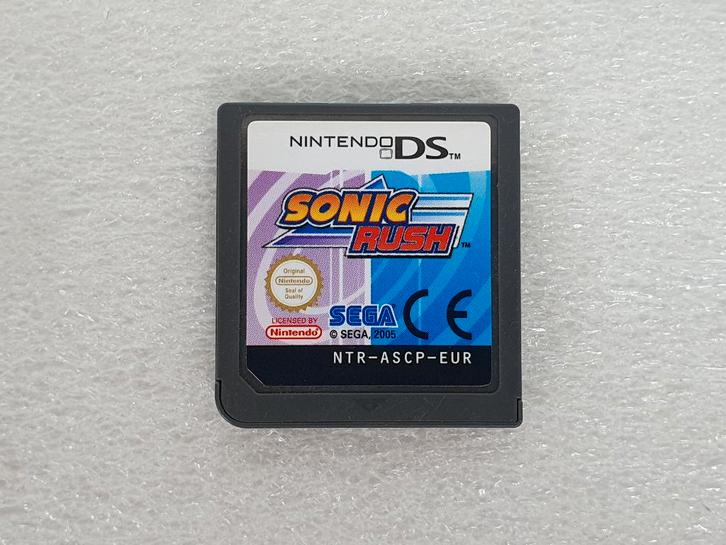 NINTENDO DS™
SONIC
RUSH™
Original
Nintendo
Seal of
Quality
LICENSED BY
Nintendo
SEGA
© SEGA, 2005
CE
NTR-ASCP-EUR